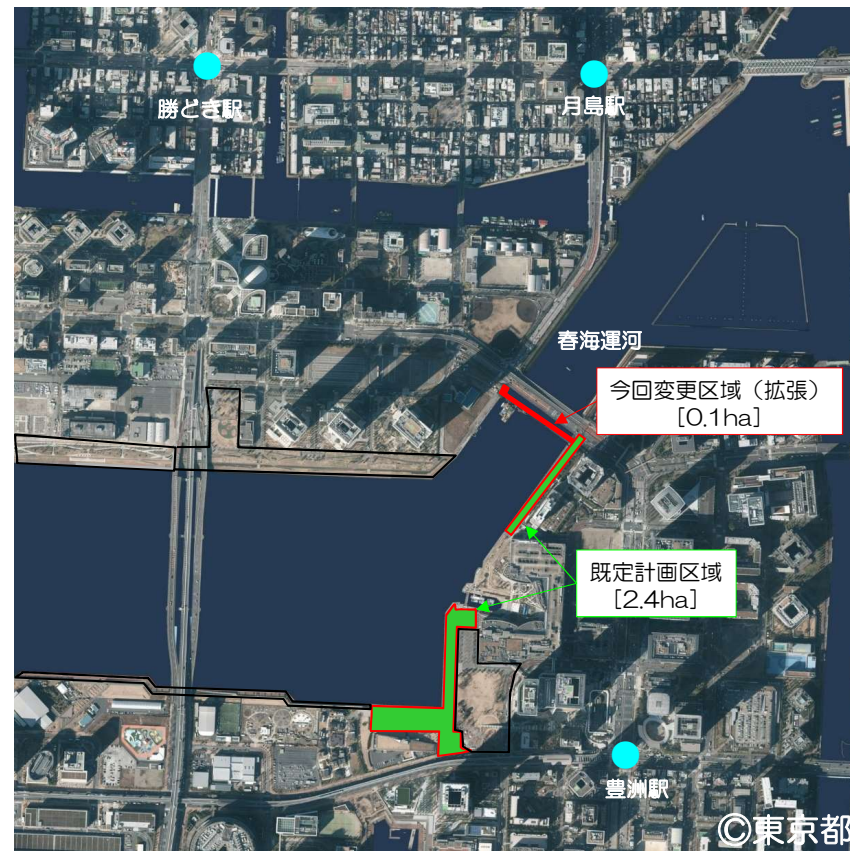 勝どき駅
月島駅
春海運河
今回変更区域（拡張）
[0.1ha]
既定計画区域
[2.4ha]
豊洲駅
©東京都